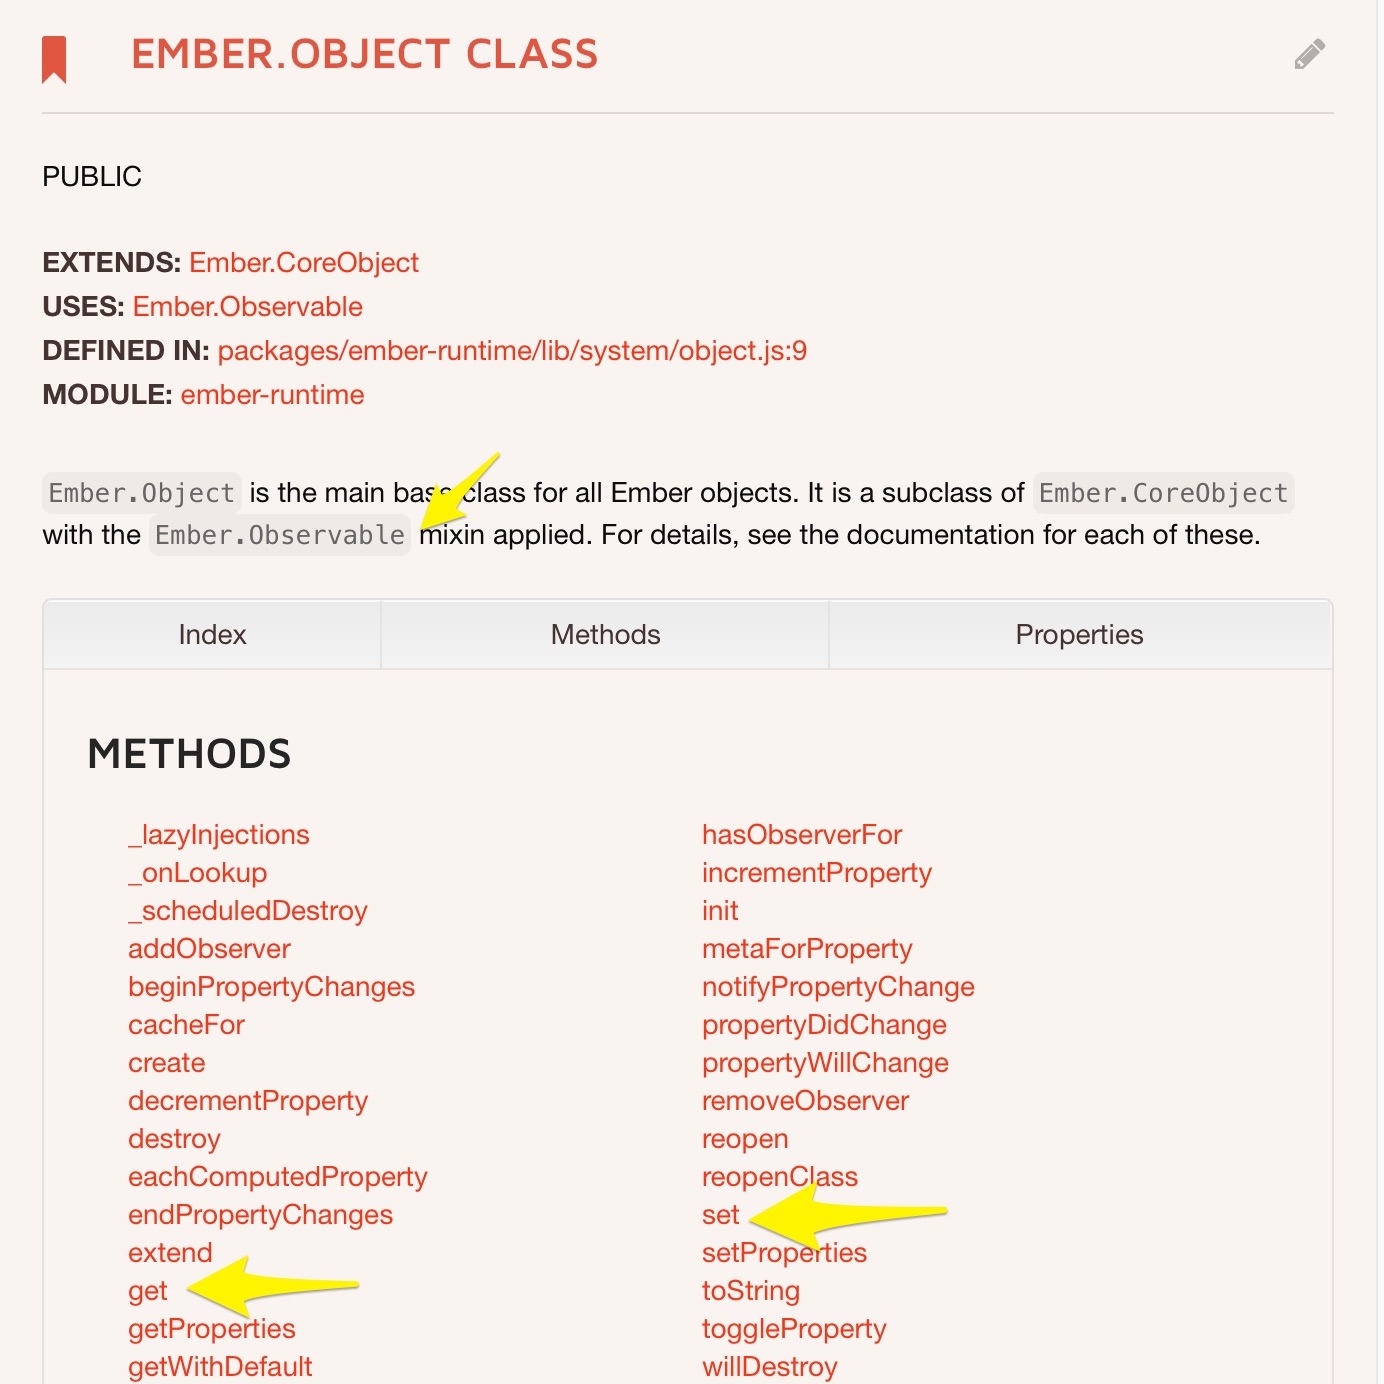 EMBER.OBJECT CLASS
PUBLIC
EXTENDS: Ember.CoreObject
USES: Ember.Observable
DEFINED IN: packages/ember-runtime/lib/system/object.js:9
MODULE: ember-runtime
Ember.Object is the main base class for all Ember objects. It is a subclass of Ember.CoreObject
with the Ember.Observable mixin applied. For details, see the documentation for each of these.
Index Methods Properties
METHODS
_lazyInjections
_onLookup
_scheduledDestroy
addObserver
beginPropertyChanges
cacheFor
create
decrementProperty
destroy
eachComputedProperty
endPropertyChanges
extend
get
getProperties
getWithDefault
hasObserverFor
incrementProperty
init
metaForProperty
notifyPropertyChange
propertyDidChange
propertyWillChange
removeObserver
reopen
reopenClass
set
setProperties
toString
toggleProperty
willDestroy